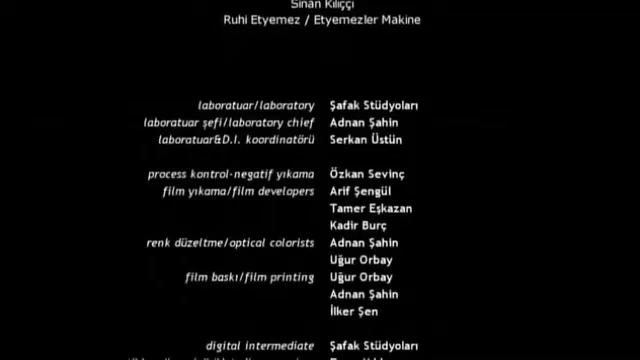 Sinan Kılıççı
Ruhi Etyemez / Etyemezler Makine
laboratuar/laboratory Şafak Stüdyoları
laboratuar şefi/laboratory chief Adnan Şahin
laboratuar&D.I. koordinatörü Serkan Üstün
process kontrol-negatif yıkama Özkan Sevinç
film yıkama/film developers Arif Şengül
Tamer Eşkazan
Kadir Burç
renk düzeltme/optical colorists Adnan Şahin
Uğur Orbay
film baskı/film printing Uğur Orbay
Adnan Şahin
İlker Şen
digital intermediate Şafak Stüdyoları